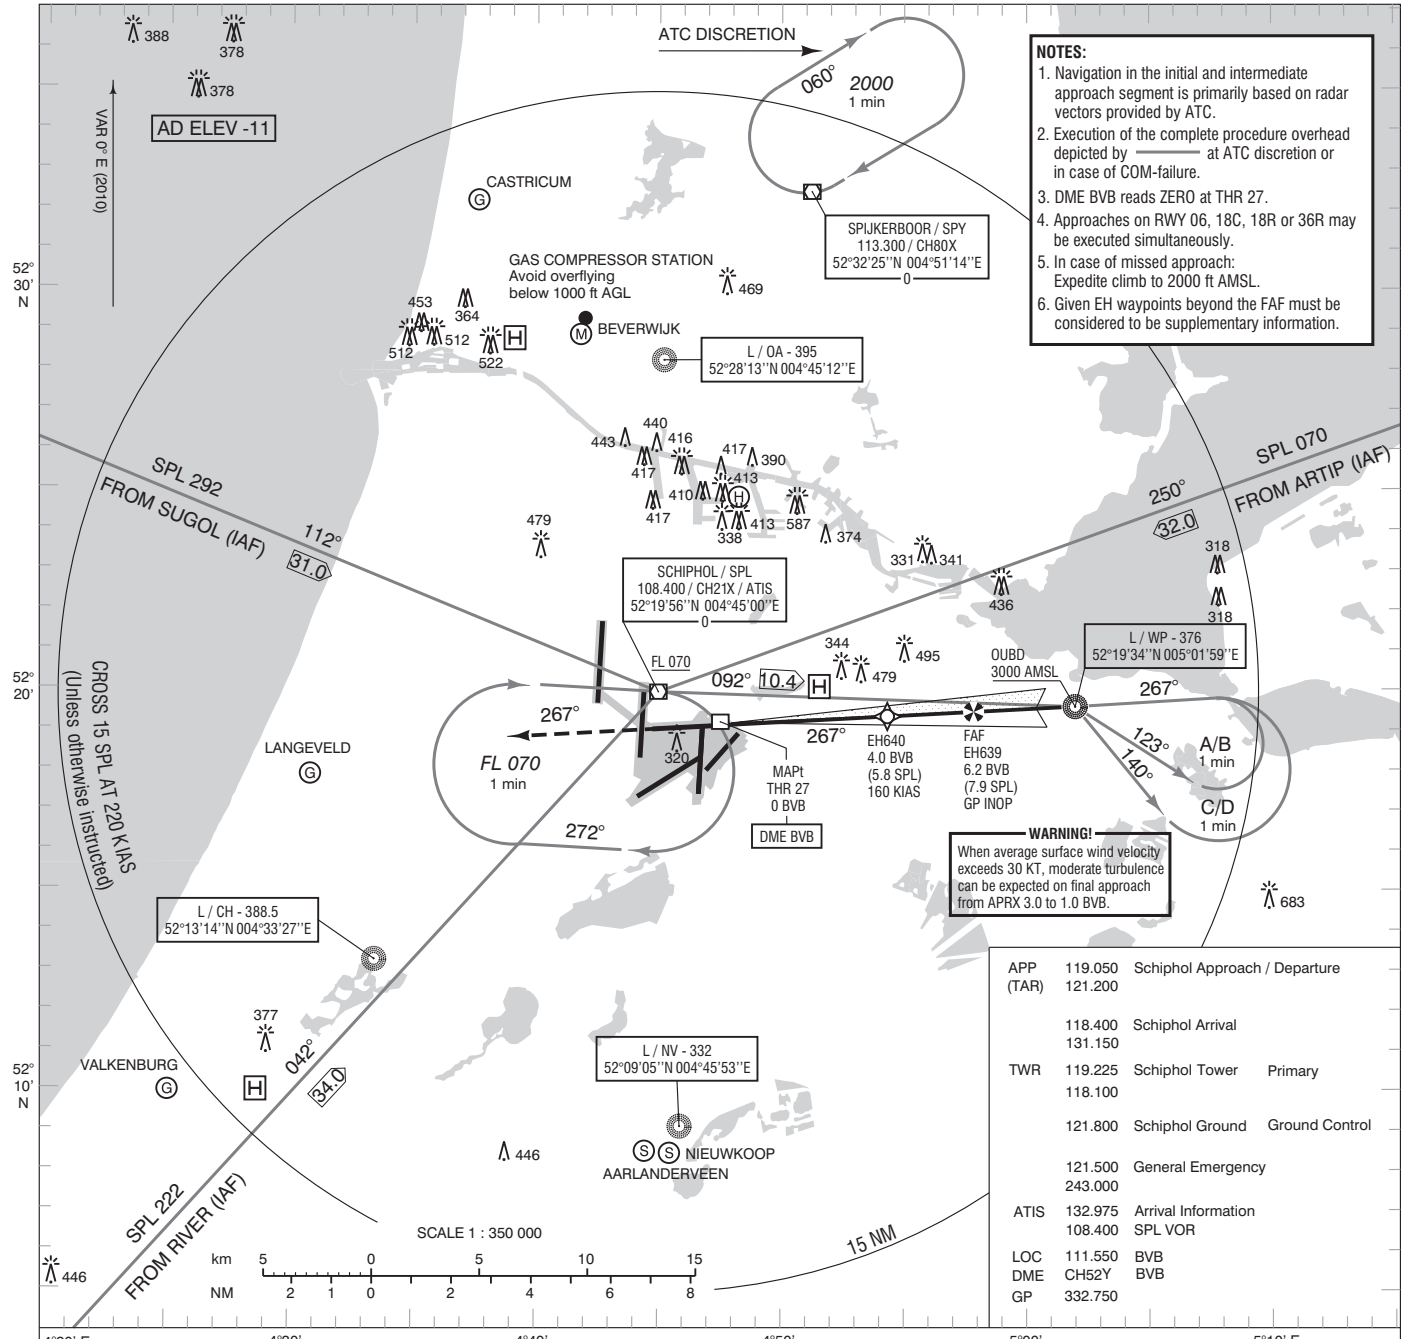 388
378
378
VAR 0° E (2010)
AD ELEV -11
ATC DISCRETION
060°
2000
1 min
NOTES:
1. Navigation in the initial and intermediate
approach segment is primarily based on radar
vectors provided by ATC.
2. Execution of the complete procedure overhead
depicted by at ATC discretion or
in case of COM-failure.
3. DME BVB reads ZERO at THR 27.
4. Approaches on RWY 06, 18C, 18R or 36R may
be executed simultaneously.
5. In case of missed approach:
Expedite climb to 2000 ft AMSL.
6. Given EH waypoints beyond the FAF must be
considered to be supplementary information.
CASTRICUM
G
SPIJKERBOOR / SPY
113.300 / CH80X
52°32'25''N 004°51'14''E
0
52°
30'
N
GAS COMPRESSOR STATION
Avoid overflying
below 1000 ft AGL
469
453
364
512
512
522
H
M
BEVERWIJK
L / OA - 395
52°28'13''N 004°45'12''E
443
440
416
417
417
390
413
410
H
417
338
413
587
374
479
331
341
436
318
318
SPL 292
FROM SUGOL (IAF)
112°
31.0
SPL 070
FROM ARTIP (IAF)
250°
32.0
SCHIPHOL / SPL
108.400 / CH21X / ATIS
52°19'56''N 004°45'00''E
0
L / WP - 376
52°19'34''N 005°01'59''E
344
479
495
OUBD
3000 AMSL
52°
20'
FL 070
092°
10.4
H
267°
267°
267°
CROSS 15 SPL AT 220 KIAS
(Unless otherwise instructed)
LANGEVELD
G
FL 070
1 min
320
272°
MAPt
THR 27
0 BVB
DME BVB
EH640
4.0 BVB
(5.8 SPL)
160 KIAS
FAF
EH639
6.2 BVB
(7.9 SPL)
GP INOP
123°
140°
A/B
1 min
C/D
1 min
WARNING!
When average surface wind velocity
exceeds 30 KT, moderate turbulence
can be expected on final approach
from APRX 3.0 to 1.0 BVB.
683
L / CH - 388.5
52°13'14''N 004°33'27''E
377
VALKENBURG
G
H
52°
10'
N
042°
34.0
SPL 222
FROM RIVER (IAF)
L / NV - 332
52°09'05''N 004°45'53''E
S
S
NIEUWKOOP
AARLANDERVEEN
446
446
15 NM
APP 119.050 Schiphol Approach / Departure
(TAR) 121.200
118.400 Schiphol Arrival
131.150
TWR 119.225 Schiphol Tower Primary
118.100
121.800 Schiphol Ground Ground Control
121.500 General Emergency
243.000
ATIS 132.975 Arrival Information
108.400 SPL VOR
LOC 111.550 BVB
DME CH52Y BVB
GP 332.750
SCALE 1 : 350 000
km 5 0 5 10 15
NM 2 1 0 2 4 6 8